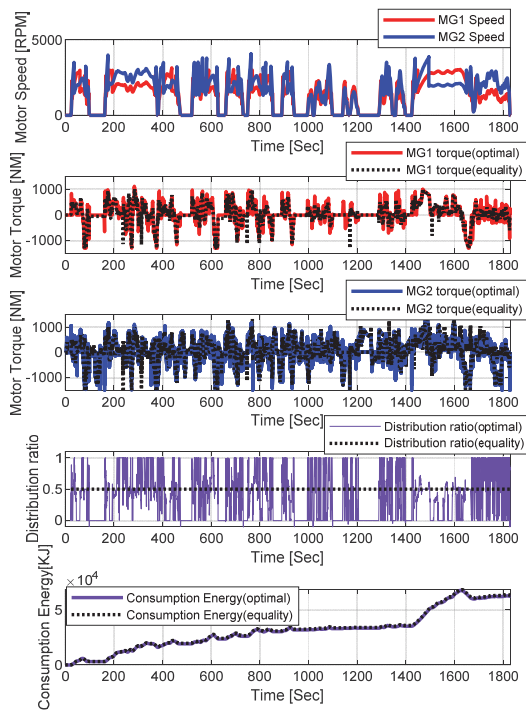 MG1 Speed
MG2 Speed
Motor Speed [RPM]
5000
0
0 200 400 600 800 1000 1200 1400 1600 1800
Time [Sec]
MG1 torque(optimal)
MG1 torque(equality)
Motor Torque [NM]
1000
0
-1000
0 200 400 600 800 1000 1200 1400 1600 1800
Time [Sec]
MG2 torque(optimal)
MG2 torque(equality)
Motor Torque [NM]
1000
0
-1000
0 200 400 600 800 1000 1200 1400 1600 1800
Time [Sec]
Distribution ratio(optimal)
Distribution ratio(equality)
Distribution ratio
1
0.5
0
0 200 400 600 800 1000 1200 1400 1600 1800
Time [Sec]
× 10⁴
Consumption Energy(optimal)
Consumption Energy(equality)
Consumption Energy[KJ]
5
0
0 200 400 600 800 1000 1200 1400 1600 1800
Time [Sec]